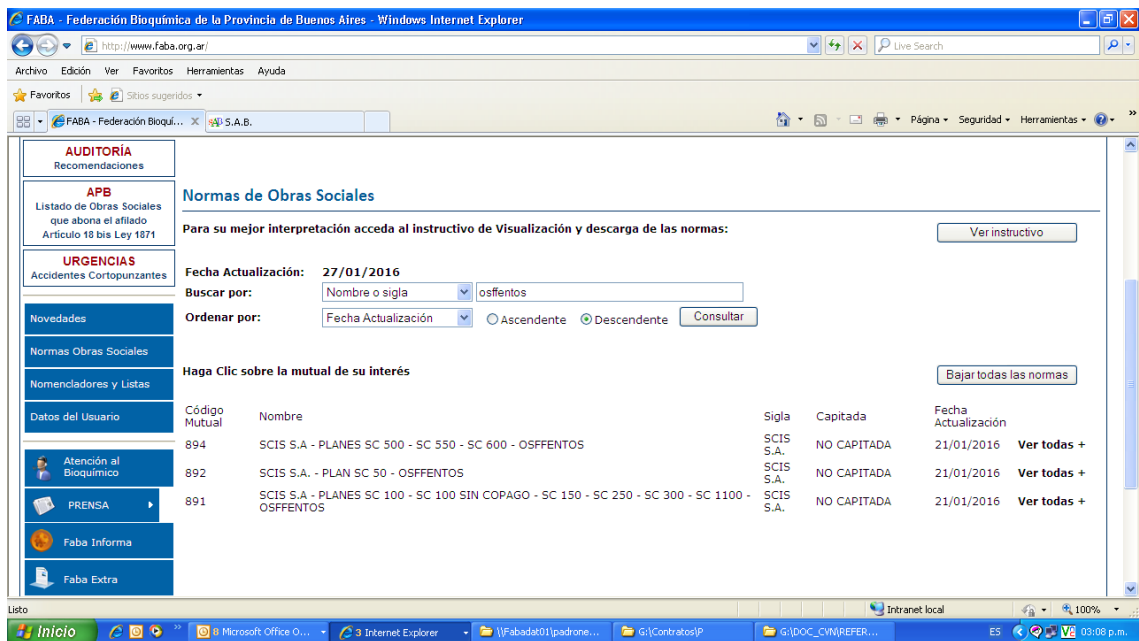 FABA - Federación Bioquímica de la Provincia de Buenos Aires - Windows Internet Explorer
http://www.faba.org.ar/
Live Search
Archivo Edición Ver Favoritos Herramientas Ayuda
Favoritos Sitios sugeridos
FABA - Federación Bioquí... S.A.B. Página Seguridad Herramientas
AUDITORÍA
Recomendaciones
APB
Listado de Obras Sociales
que abona el afilado
Artículo 18 bis Ley 1871
URGENCIAS
Accidentes Cortopunzantes
Novedades
Normas Obras Sociales
Nomencladores y Listas
Datos del Usuario
Atención al
Bioquímico
PRENSA
Faba Informa
Faba Extra
Normas de Obras Sociales
Para su mejor interpretación acceda al instructivo de Visualización y descarga de las normas: Ver instructivo
Fecha Actualización: 27/01/2016
Buscar por: Nombre o sigla osffentos
Ordenar por: Fecha Actualización Ascendente Descendente Consultar
Haga Clic sobre la mutual de su interés Bajar todas las normas
Código Mutual Nombre Sigla Capitada Fecha Actualización
894 SCIS S.A - PLANES SC 500 - SC 550 - SC 600 - OSFFENTOS SCIS S.A. NO CAPITADA 21/01/2016 Ver todas +
892 SCIS S.A. - PLAN SC 50 - OSFFENTOS SCIS S.A. NO CAPITADA 21/01/2016 Ver todas +
891 SCIS S.A - PLANES SC 100 - SC 100 SIN COPAGO - SC 150 - SC 250 - SC 300 - SC 1100 - OSFFENTOS SCIS S.A. NO CAPITADA 21/01/2016 Ver todas +
Listo Intranet local 100%
Inicio 8 Microsoft Office O... 3 Internet Explorer \\Fabadat01\padrone... G:\Contratos\P G:\DOC_CVN\REFER... ES 03:08 p.m.